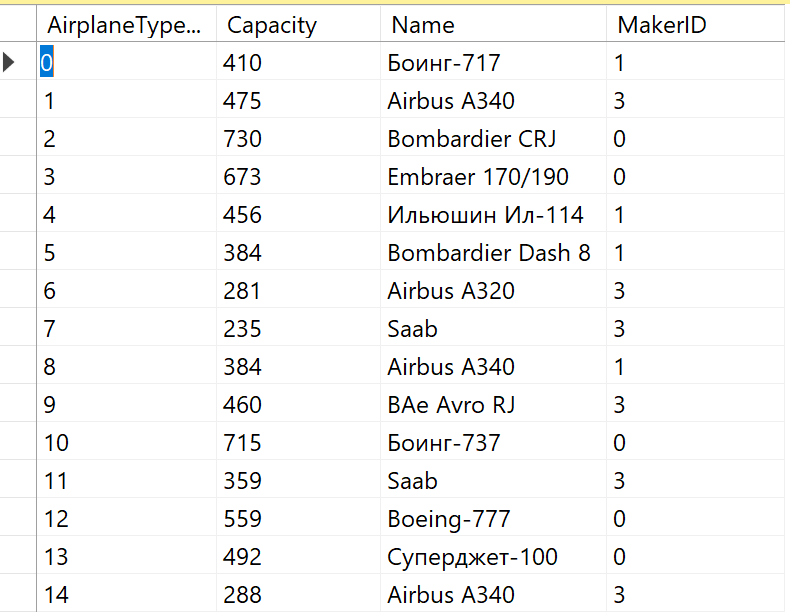 AirplaneType... Capacity Name MakerID
0 410 Боинг-717 1
1 475 Airbus A340 3
2 730 Bombardier CRJ 0
3 673 Embraer 170/190 0
4 456 Ильюшин Ил-114 1
5 384 Bombardier Dash 8 1
6 281 Airbus A320 3
7 235 Saab 3
8 384 Airbus A340 1
9 460 BAe Avro RJ 3
10 715 Боинг-737 0
11 359 Saab 3
12 559 Boeing-777 0
13 492 Суперджет-100 0
14 288 Airbus A340 3